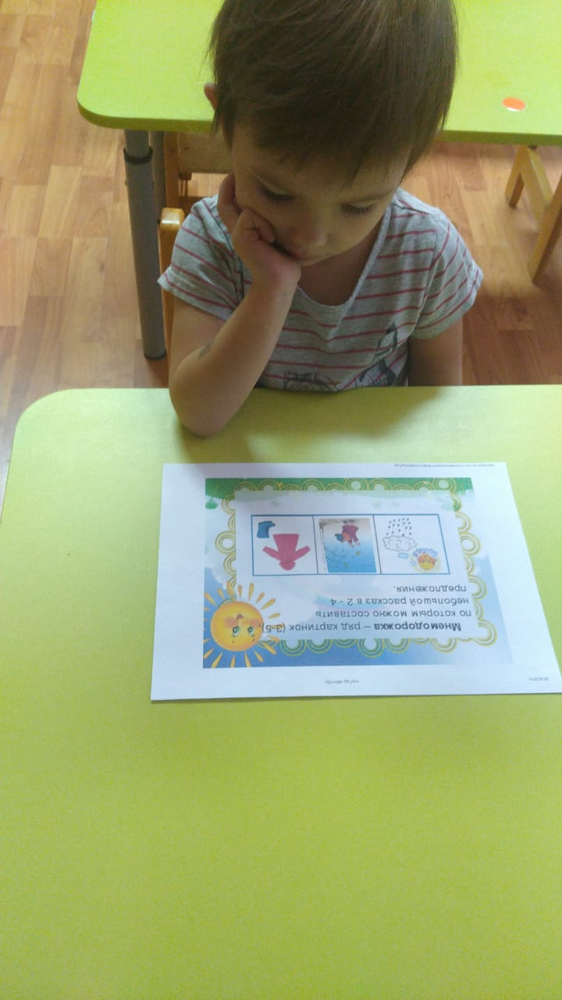 Мнемодорожка – ряд картинок (3-5)
по которым можно составить
небольшой рассказ в 2 - 4
предложения.